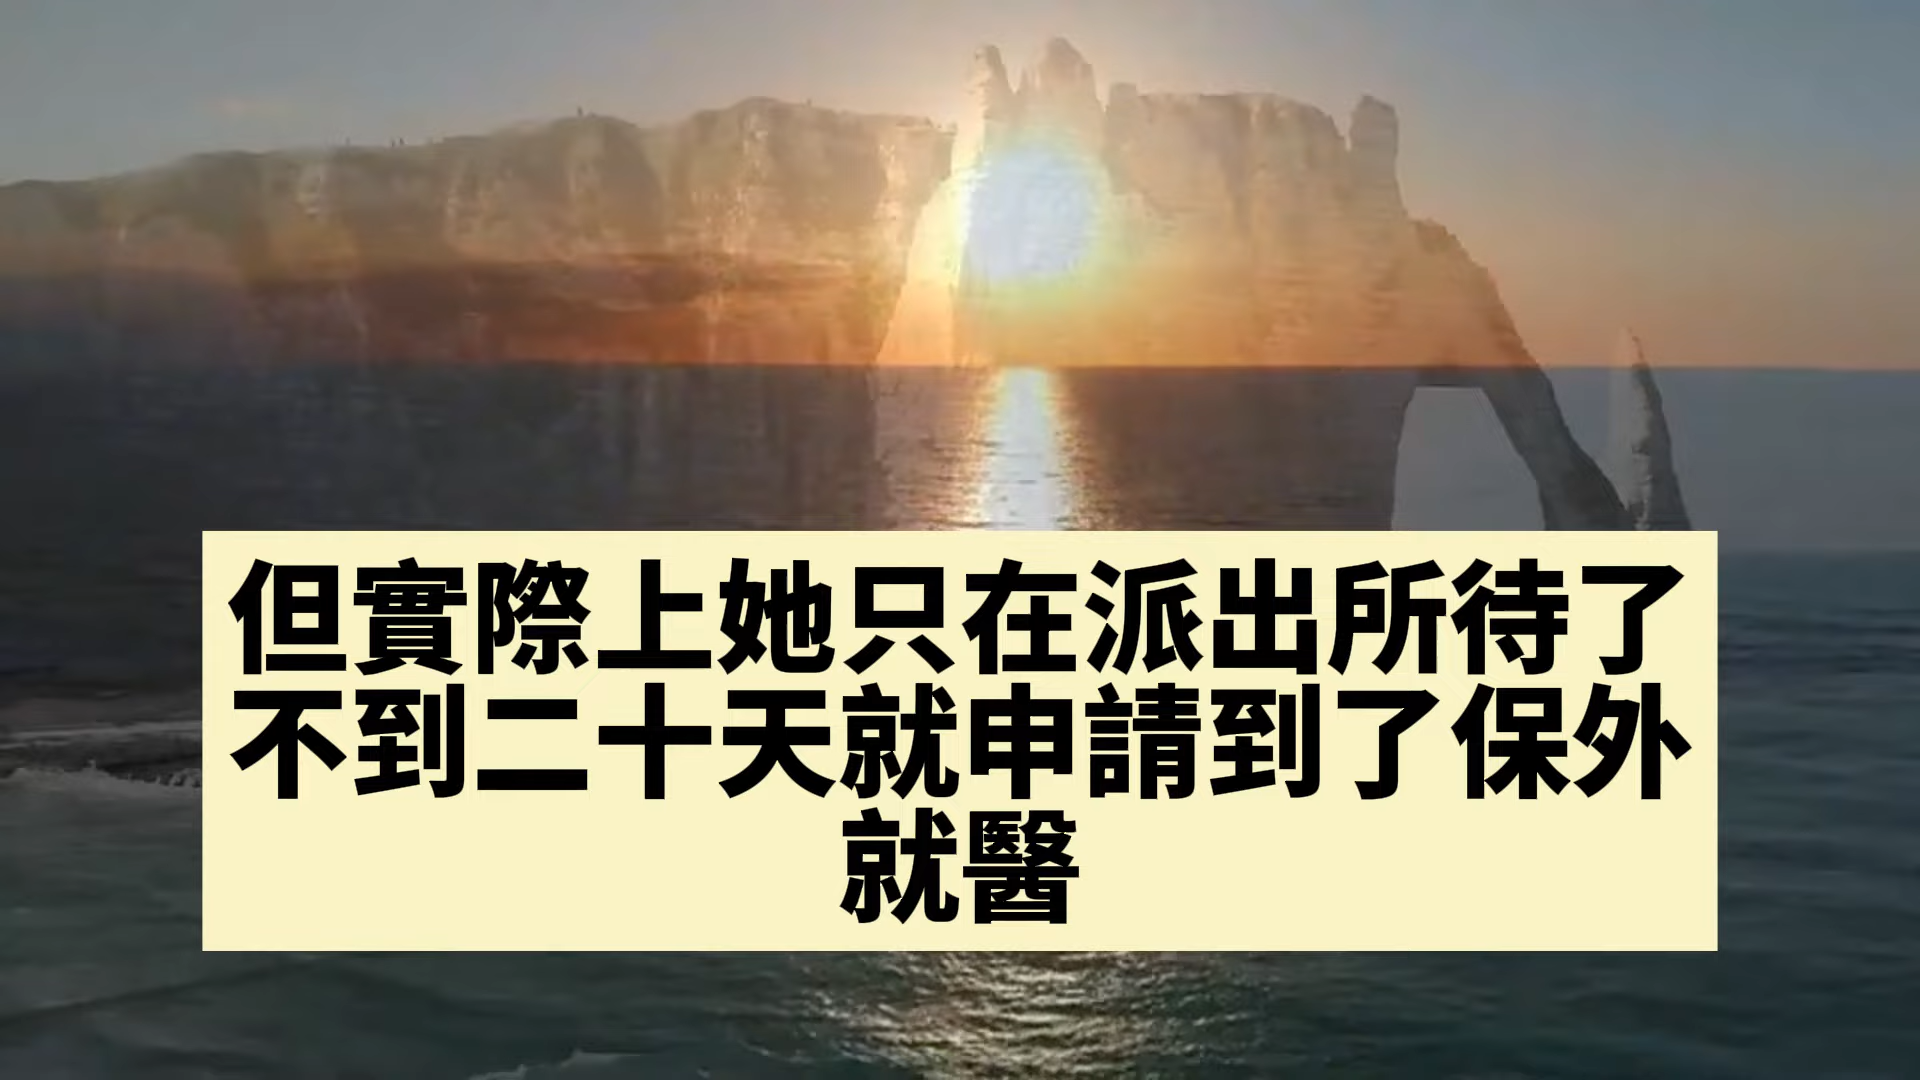 但實際上她只在派出所待了
不到二十天就申請到了保外
就醫